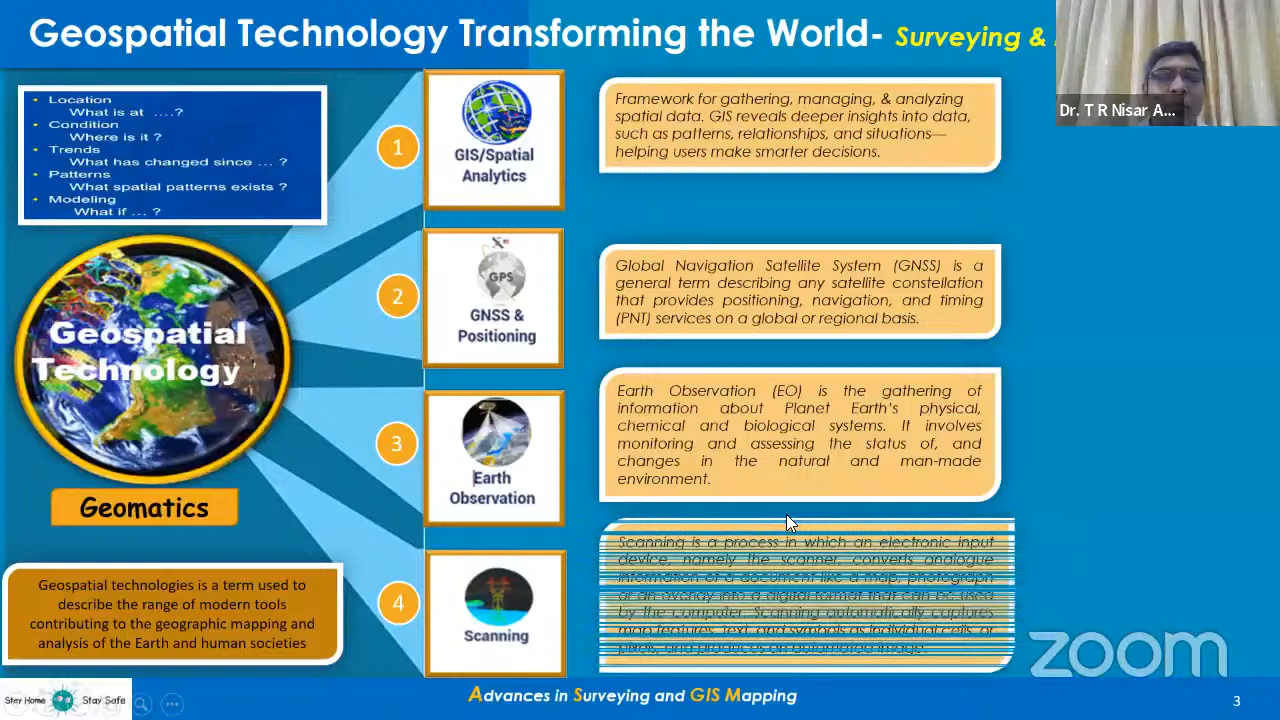 Geospatial Technology Transforming the World- Surveying &
Dr. T R Nisar A...
• Location
What is at ....?
• Condition
Where is it ?
• Trends
What has changed since ... ?
• Patterns
What spatial patterns exists ?
• Modeling
What if ... ?
Geospatial
Technology
Geomatics
Geospatial technologies is a term used to
describe the range of modern tools
contributing to the geographic mapping and
analysis of the Earth and human societies
1
GIS/Spatial
Analytics
Framework for gathering, managing, & analyzing
spatial data. GIS reveals deeper insights into data,
such as patterns, relationships, and situations—
helping users make smarter decisions.
2
GPS
GNSS &
Positioning
Global Navigation Satellite System (GNSS) is a
general term describing any satellite constellation
that provides positioning, navigation, and timing
(PNT) services on a global or regional basis.
3
Earth
Observation
Earth Observation (EO) is the gathering of
information about Planet Earth's physical,
chemical and biological systems. It involves
monitoring and assessing the status of, and
changes in the natural and man-made
environment.
4
Scanning
Scanning is a process in which an electronic input
device, namely the scanner, converts analogue
information of a document like a map, photograph
or an overlay into a digital format that can be used
by the computer. Scanning automatically captures
map features, text, and symbols as individual cells, or
pixels, and produces an
zoom
Stay Home Stay Safe
Advances in Surveying and GIS Mapping
3